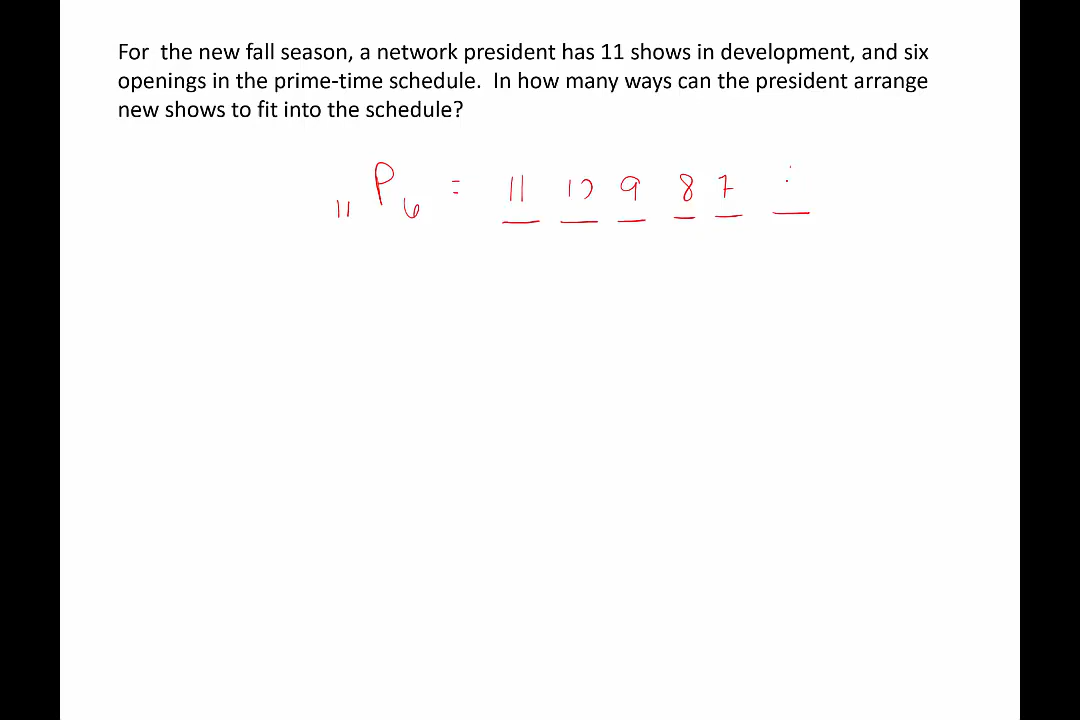 For the new fall season, a network president has 11 shows in development, and six
openings in the prime-time schedule. In how many ways can the president arrange
new shows to fit into the schedule?
11 P 6 = 11 10 9 8 7